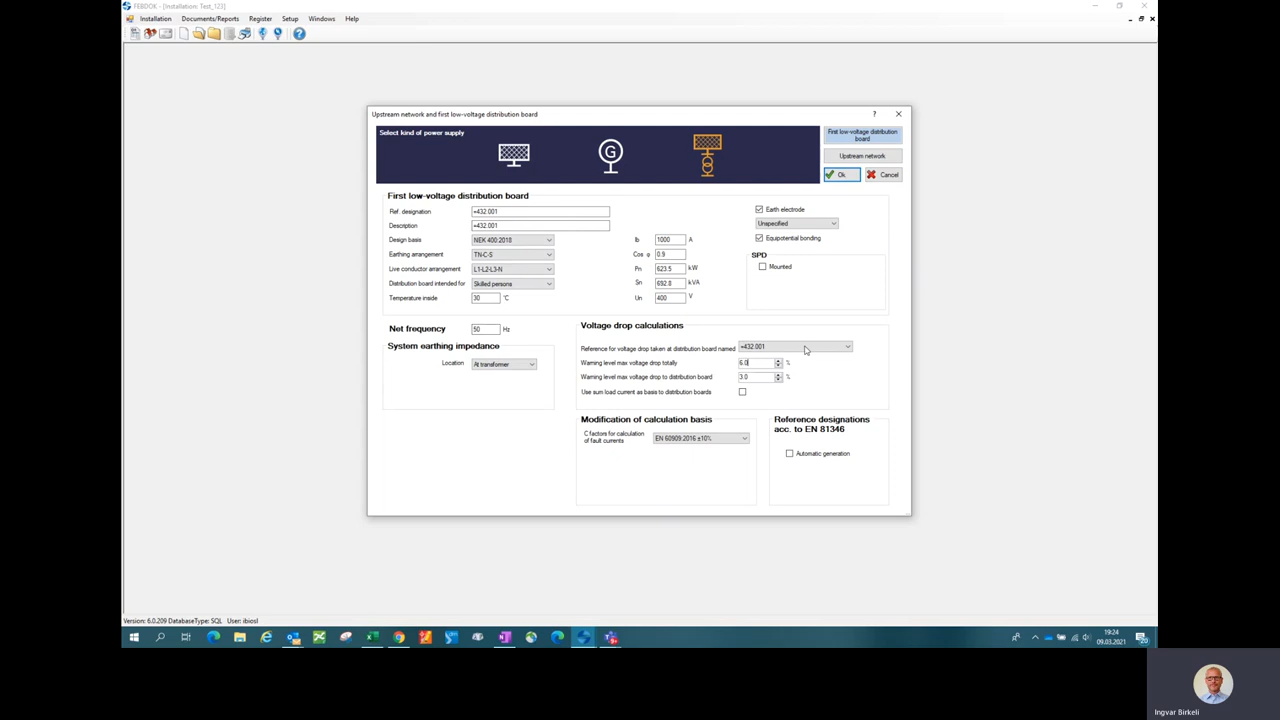 FEBDOK - [Installation: Test_123]
Installation Documents/Reports Register Setup Windows Help
Upstream network and first low-voltage distribution board
Select kind of power supply
G
First low-voltage distribution board
Upstream network
Ok Cancel
First low-voltage distribution board
Ref. designation =432.001
Description =432.001
Design basis NEK 400:2018
Earthing arrangement TN-C-S
Live conductor arrangement L1-L2-L3-N
Distribution board intended for Skilled persons
Temperature inside 30 °C
Ib 1000 A
Cos φ 0.9
Pn 623.5 kW
Sn 692.8 kVA
Un 400 V
Earth electrode
Unspecified
Equipotential bonding
SPD
Mounted
Net frequency 50 Hz
System earthing impedance
Location At transformer
Voltage drop calculations
Reference for voltage drop taken at distribution board named =432.001
Warning level max voltage drop totally 6.0 %
Warning level max voltage drop to distribution board 3.0 %
Use sum load current as basis to distribution boards
Modification of calculation basis
C factors for calculation of fault currents EN 60909:2016 ±10%
Reference designations
acc. to EN 81346
Automatic generation
Version: 6.0.209 DatabaseType: SQL User: ibiosl
19:24
09.03.2021
Ingvar Birkeli